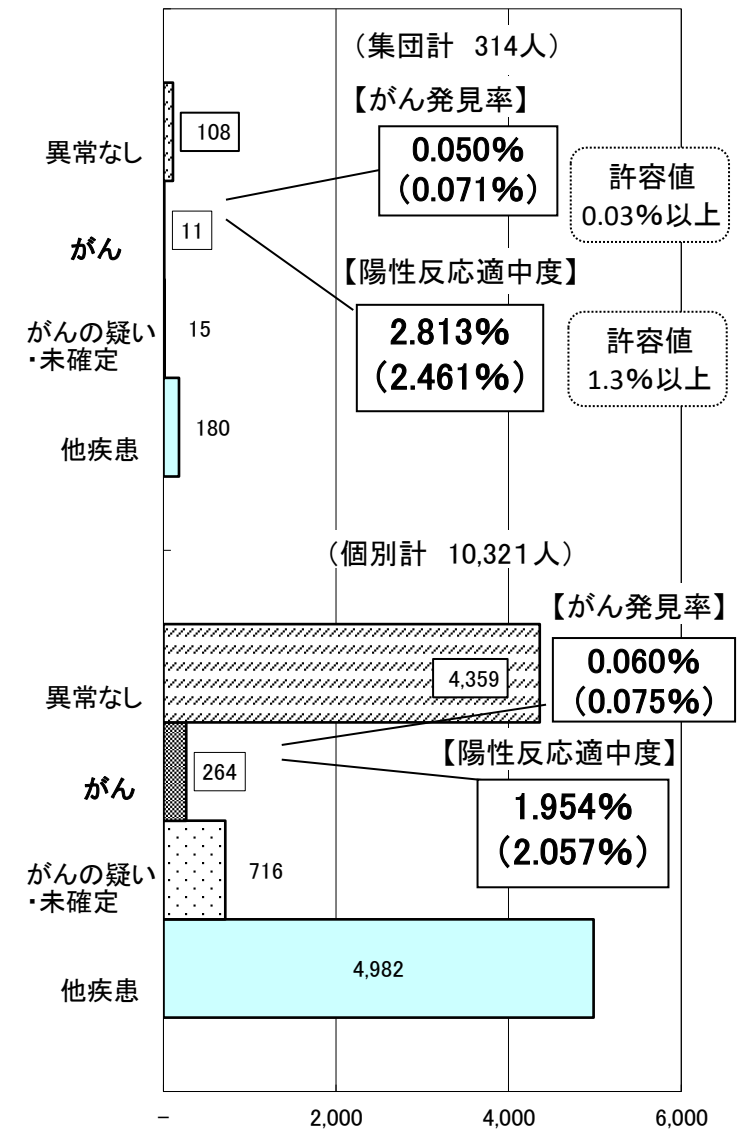 （集団計　314人）
【がん発見率】
異常なし
108
0.050%
（0.071%）
許容値
0.03%以上
がん
11
【陽性反応適中度】
がんの疑い
・未確定
15
2.813%
（2.461%）
許容値
1.3%以上
他疾患
180
（個別計　10,321人）
【がん発見率】
異常なし
4,359
0.060%
（0.075%）
【陽性反応適中度】
がん
264
1.954%
（2.057%）
がんの疑い
・未確定
716
他疾患
4,982
－
2,000
4,000
6,000